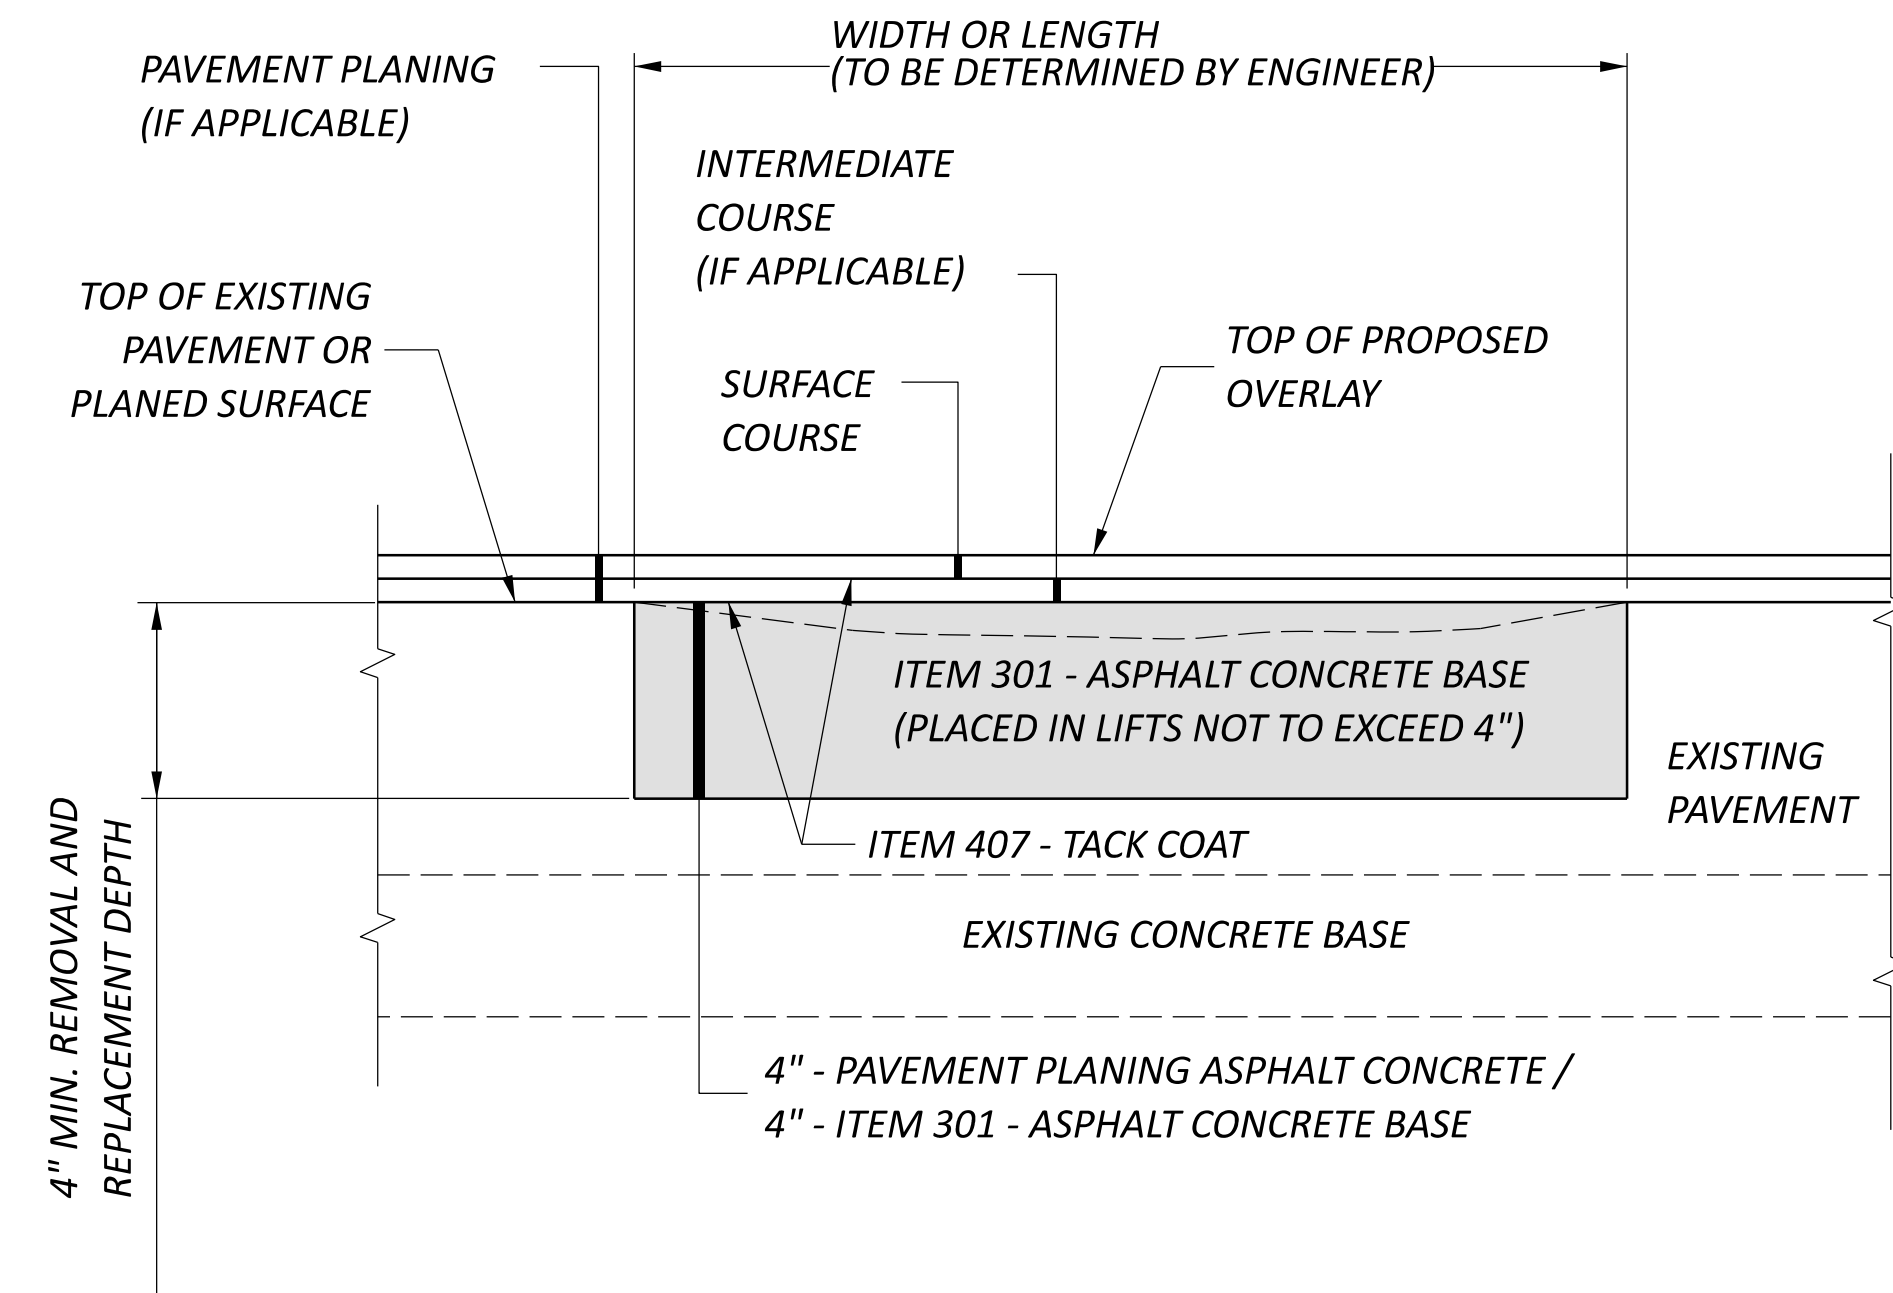 WIDTH OR LENGTH
(TO BE DETERMINED BY ENGINEER)
PAVEMENT PLANING
(IF APPLICABLE)
INTERMEDIATE
COURSE
(IF APPLICABLE)
TOP OF EXISTING
PAVEMENT OR
PLANED SURFACE
SURFACE
COURSE
TOP OF PROPOSED
OVERLAY
ITEM 301 - ASPHALT CONCRETE BASE
(PLACED IN LIFTS NOT TO EXCEED 4")
EXISTING
PAVEMENT
ITEM 407 - TACK COAT
EXISTING CONCRETE BASE
4" MIN. REMOVAL AND
REPLACEMENT DEPTH
4" - PAVEMENT PLANING ASPHALT CONCRETE /
4" - ITEM 301 - ASPHALT CONCRETE BASE